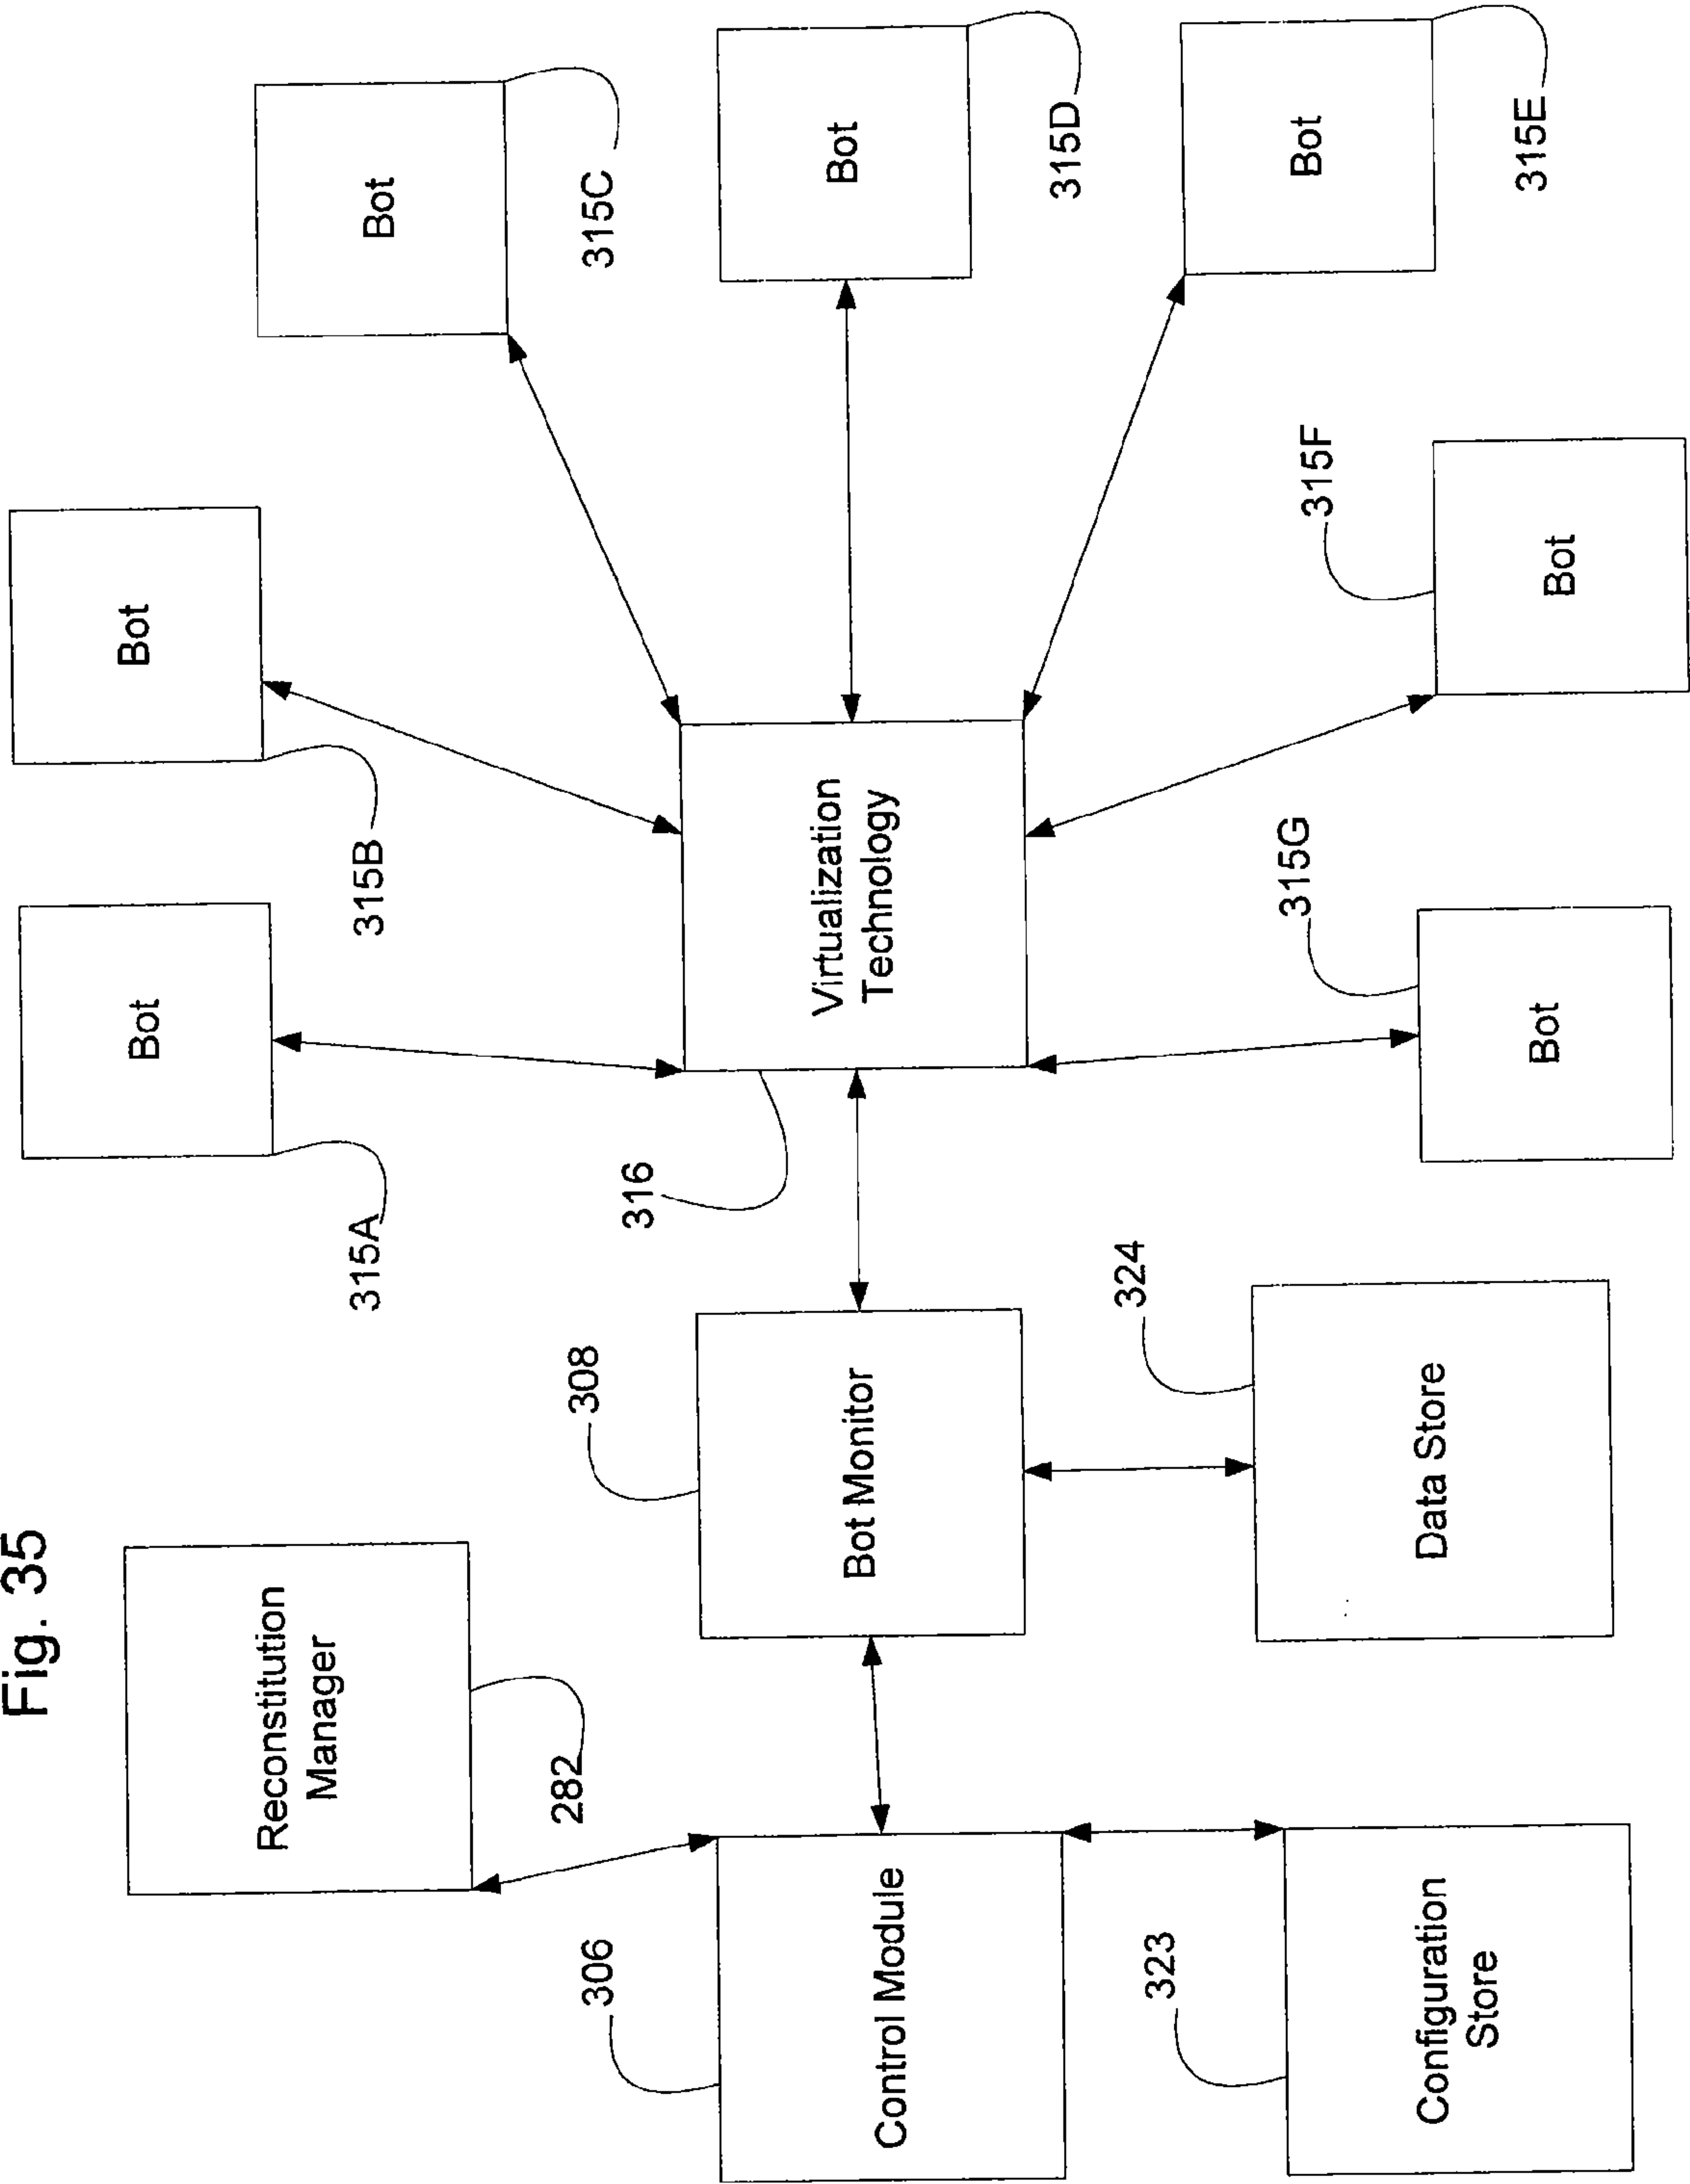 Fig. 35
Reconstitution
Manager
282
306
Control Module
323
Configuration
Store
308
Bot Monitor
324
Data Store
316
Virtualization
Technology
Bot
315A
Bot
315B
Bot
315C
Bot
315D
Bot
315E
315F
Bot
315G
Bot